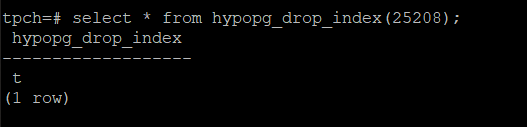 tpch=# select * from hypopg_drop_index(25208);
 hypopg_drop_index
-------------------
 t
(1 row)